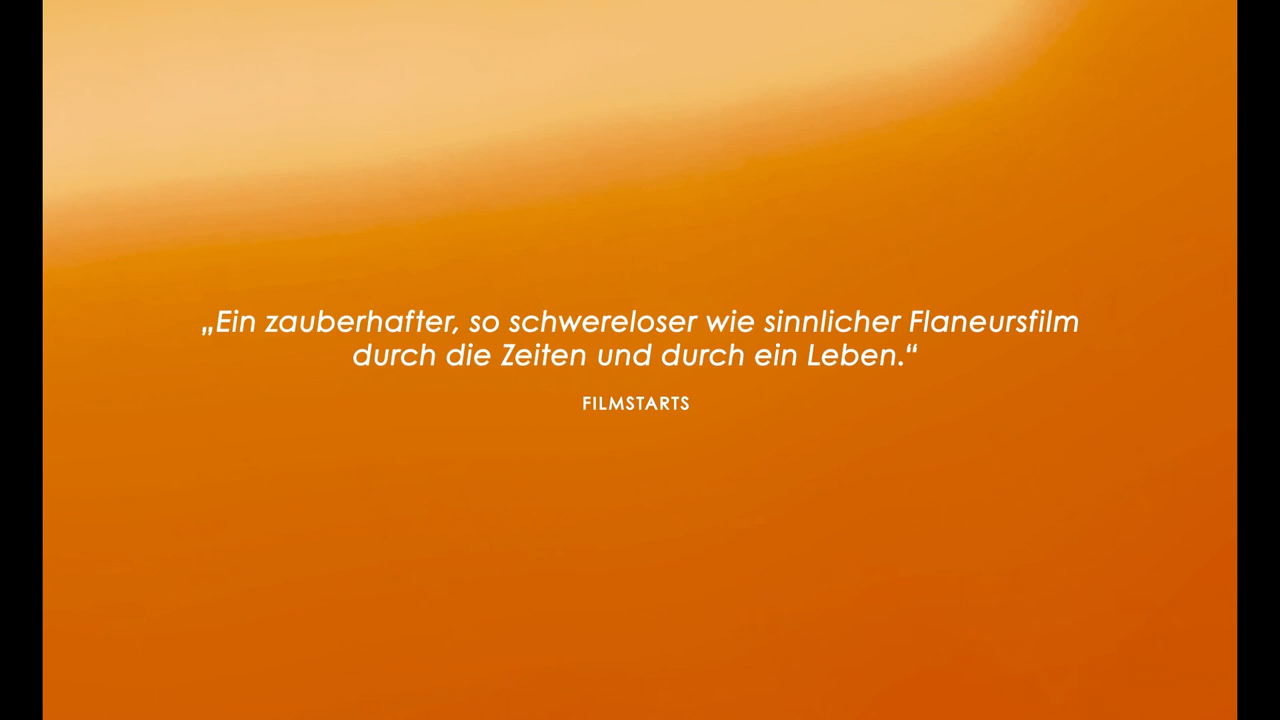 „Ein zauberhafter, so schwereloser wie sinnlicher Flaneursfilm
durch die Zeiten und durch ein Leben.“
FILMSTARTS